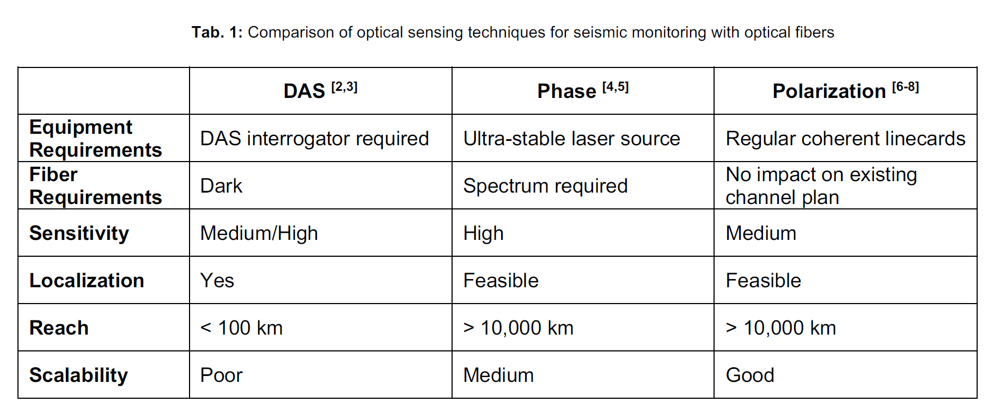 Tab. 1: Comparison of optical sensing techniques for seismic monitoring with optical fibers
DAS [2,3] Phase [4,5] Polarization [6-8]
Equipment
Requirements DAS interrogator required Ultra-stable laser source Regular coherent linecards
Fiber
Requirements Dark Spectrum required No impact on existing
channel plan
Sensitivity Medium/High High Medium
Localization Yes Feasible Feasible
Reach < 100 km > 10,000 km > 10,000 km
Scalability Poor Medium Good